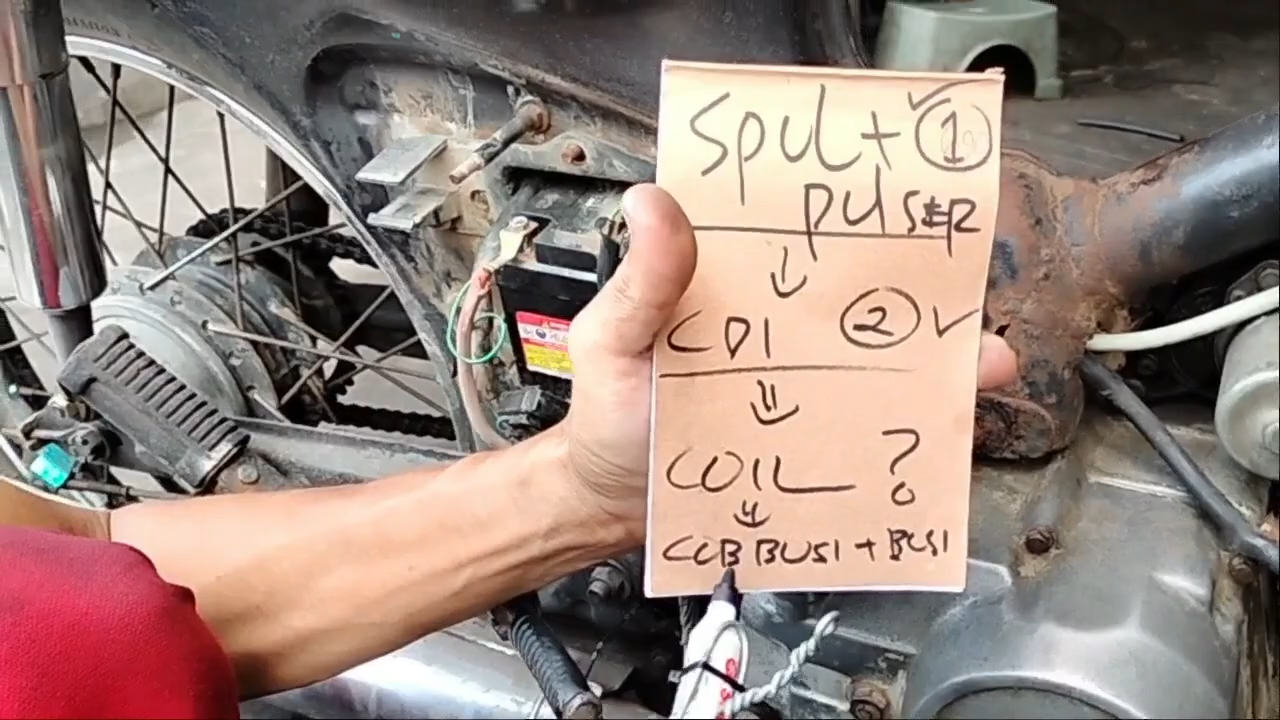 SPUL + 1
PULSER
CDI 2
COIL ?
CCB BUSI + BUSI